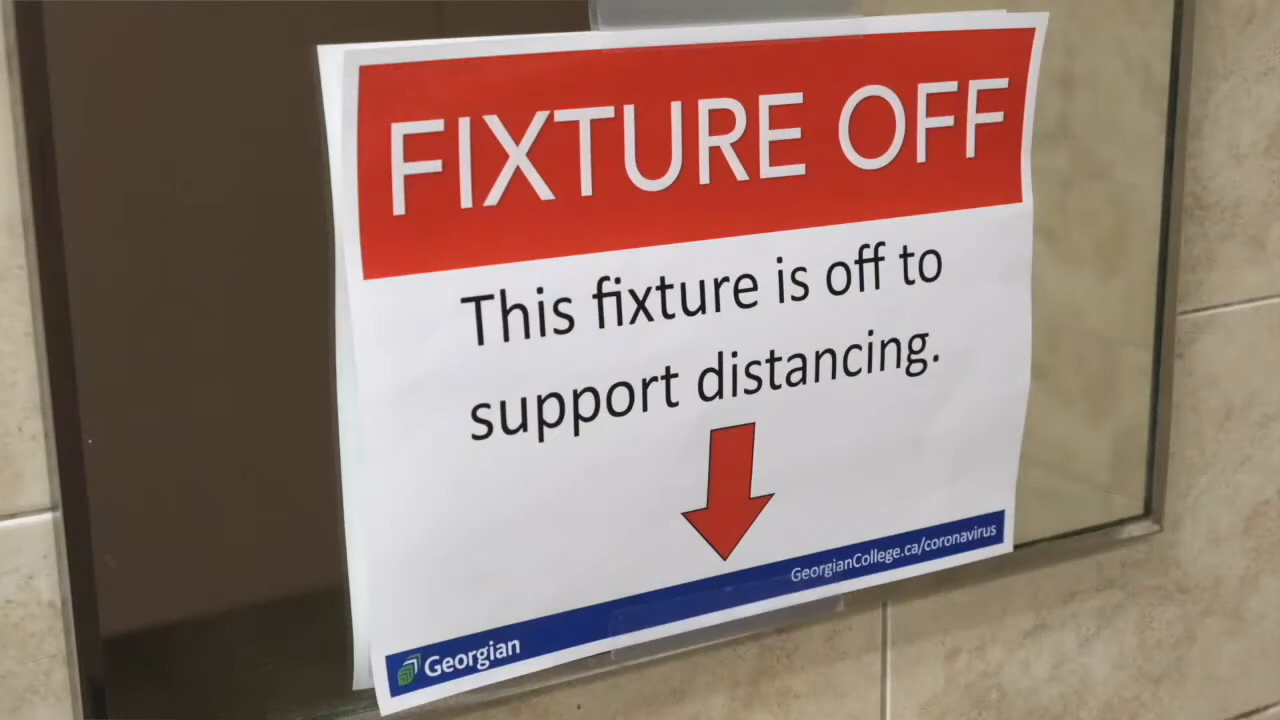 FIXTURE OFF
This fixture is off to
support distancing.
GeorgianCollege.ca/coronavirus
Georgian